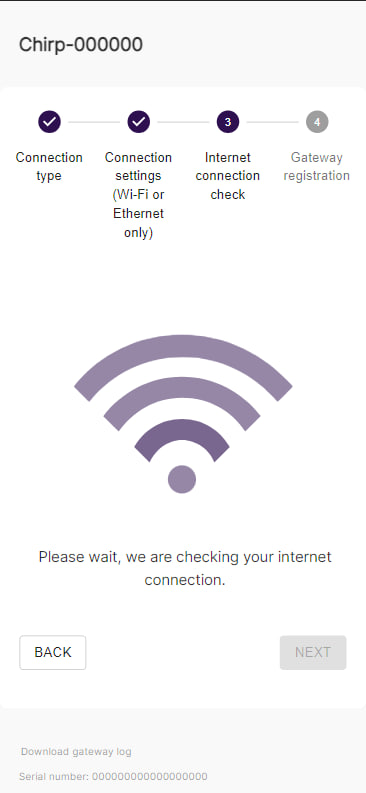 Chirp-000000
3
4
Connection
type
Connection
settings
(Wi-Fi or
Ethernet
only)
Internet
connection
check
Gateway
registration
Please wait, we are checking your internet
connection.
BACK
NEXT
Download gateway log
Serial number: 000000000000000000